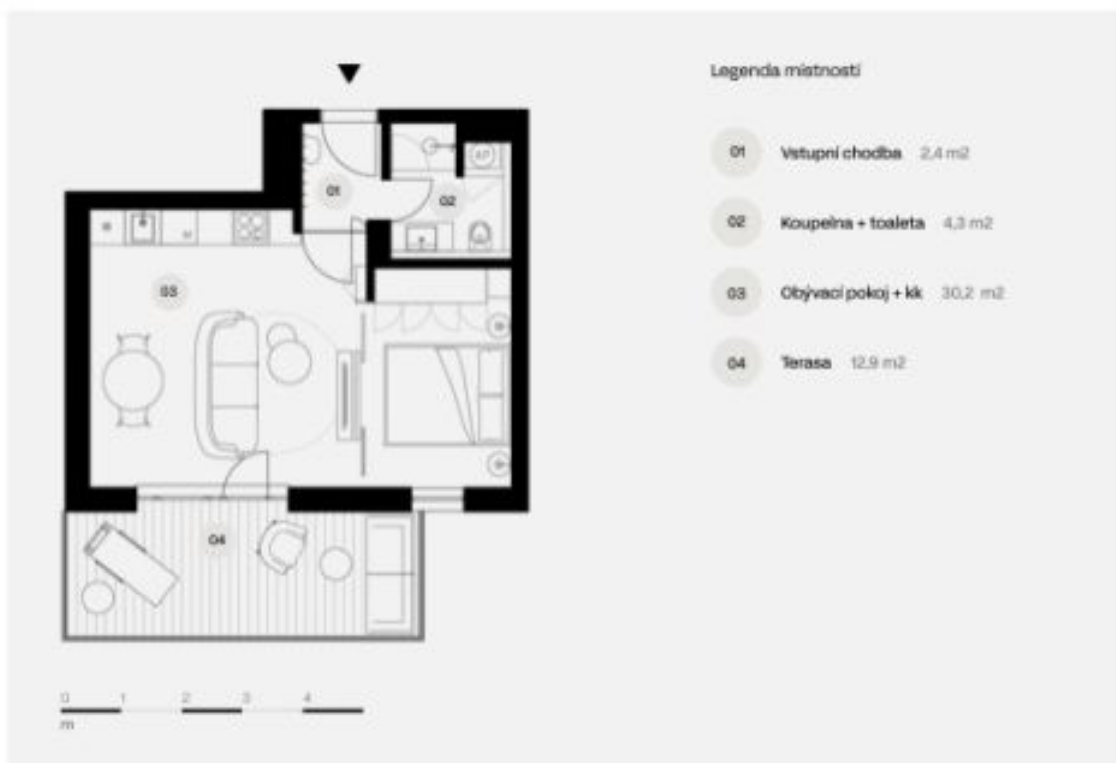 Legenda místností
01 Vstupní chodba 2,4 m2
02 Koupelna + toaleta 4,3 m2
03 Obývací pokoj + kk 30,2 m2
04 Terasa 12,9 m2
AP
01
02
03
04
0 1 2 3 4
m